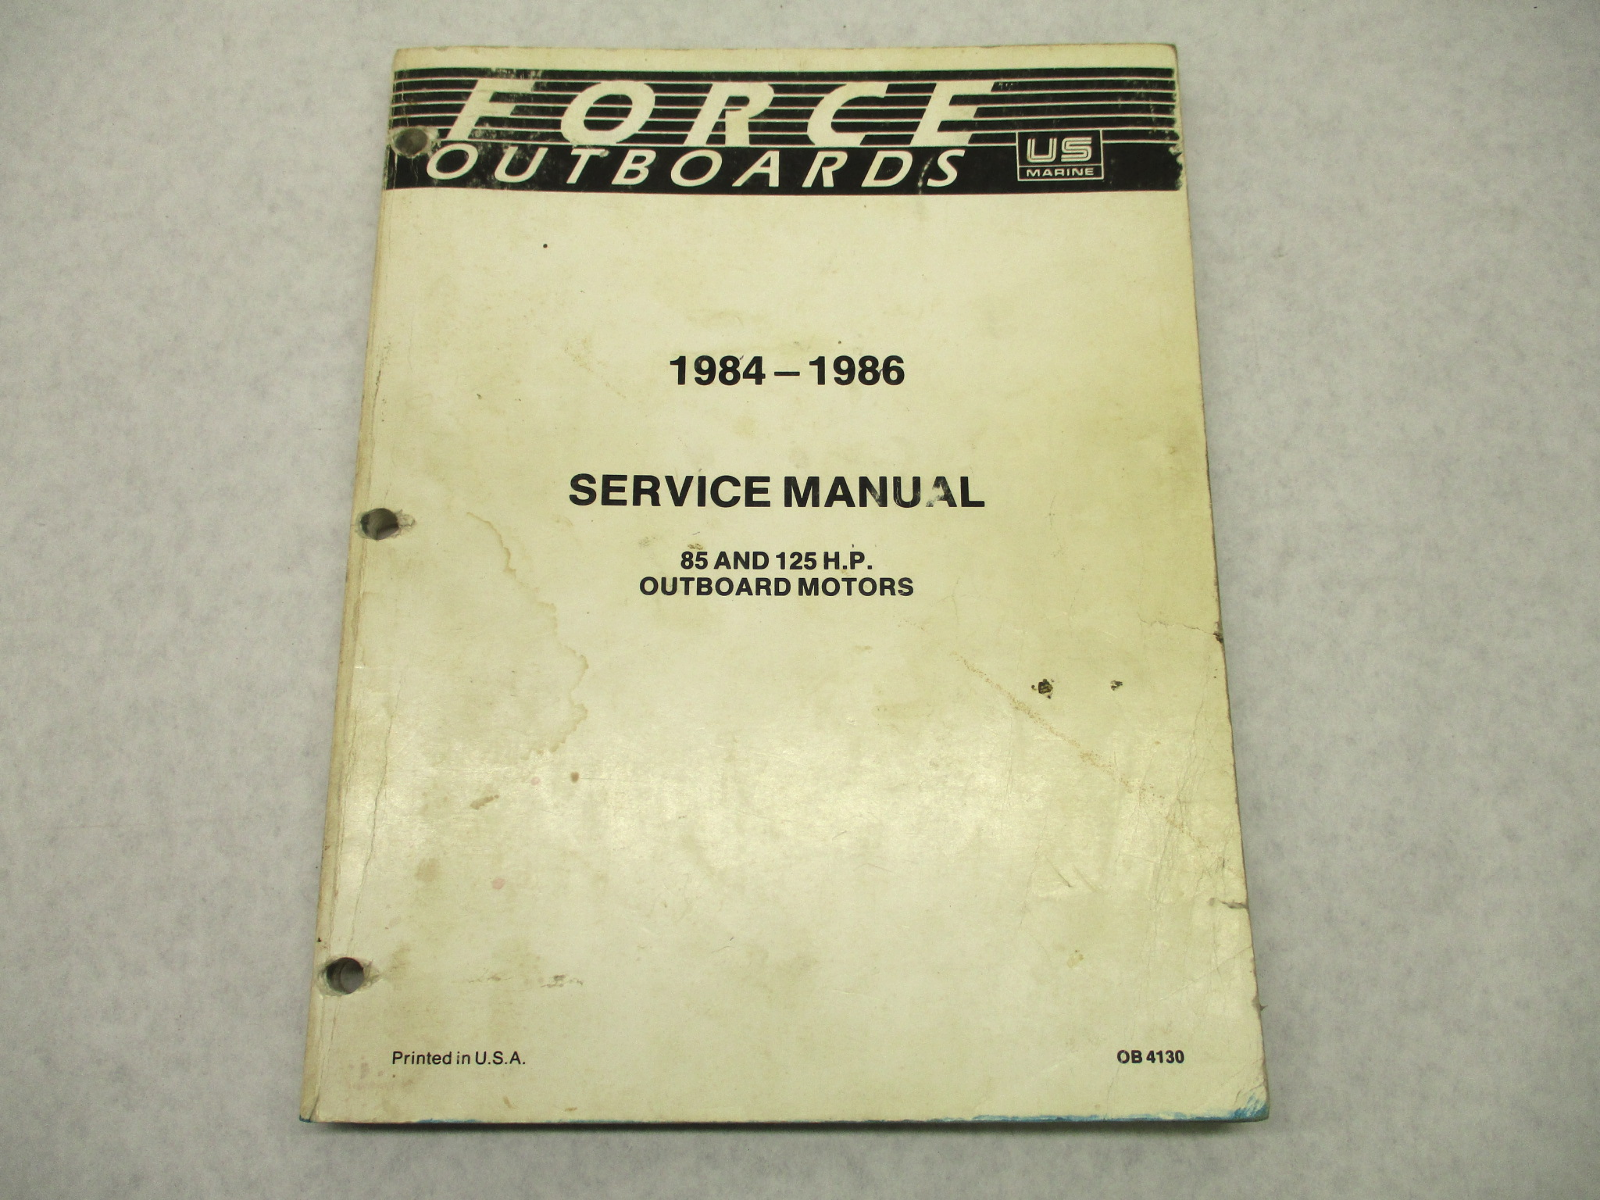 FORCE
OUTBOARDS
US
MARINE
1984–1986
SERVICE MANUAL
85 AND 125 H.P.
OUTBOARD MOTORS
Printed in U.S.A.
OB 4130